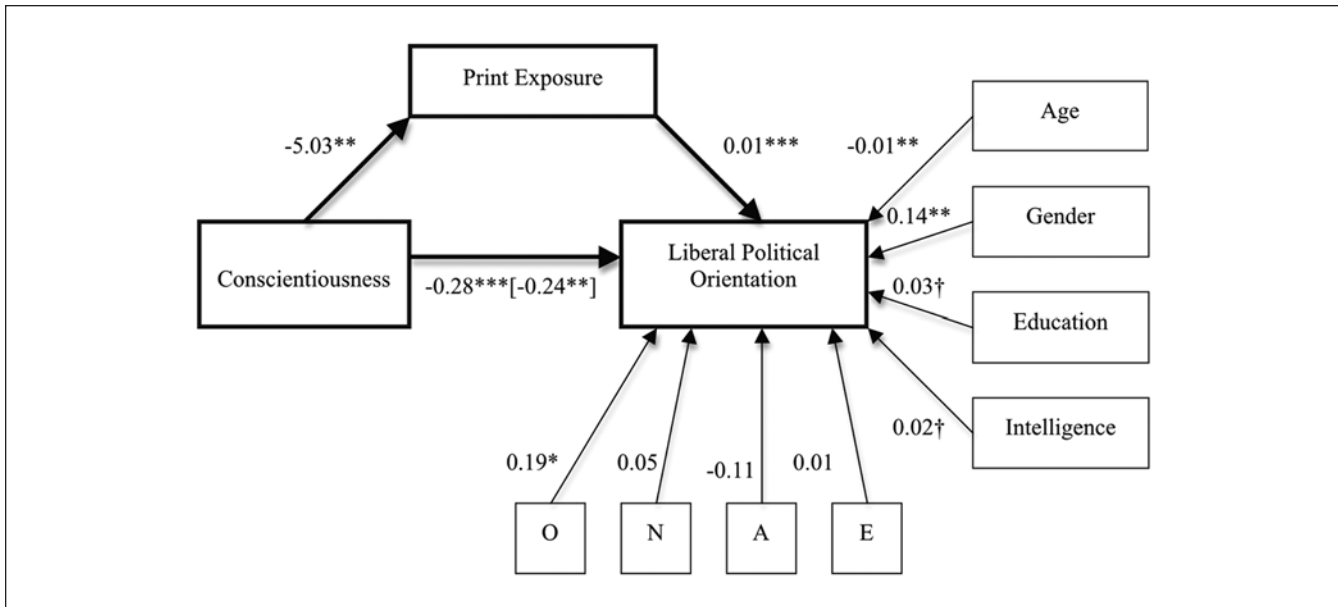 Print Exposure
Age
-5.03**
0.01***
-0.01**
Gender
0.14**
Conscientiousness
Liberal Political
Orientation
-0.28***[-0.24**]
0.03†
Education
0.02†
Intelligence
0.19*
0.05
-0.11
0.01
O
N
A
E